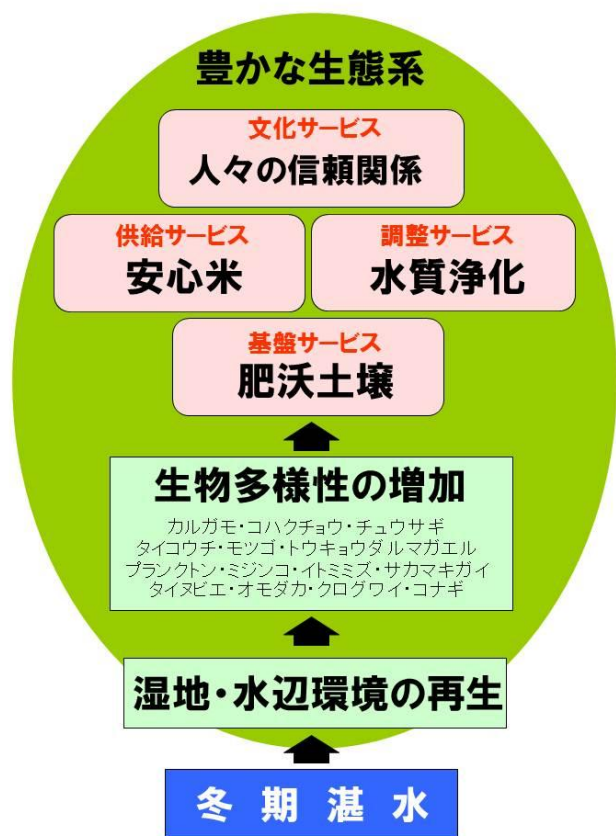 豊かな生態系
文化サービス
人々の信頼関係
供給サービス
安心米
調整サービス
水質浄化
基盤サービス
肥沃土壌
生物多様性の増加
カルガモ・コハクチョウ・チュウサギ
タイコウチ・モツゴ・トウキョウダルマガエル
プランクトン・ミジンコ・イトミミズ・サカマキガイ
タイヌビエ・オモダカ・クログワイ・コナギ
湿地・水辺環境の再生
冬期湛水